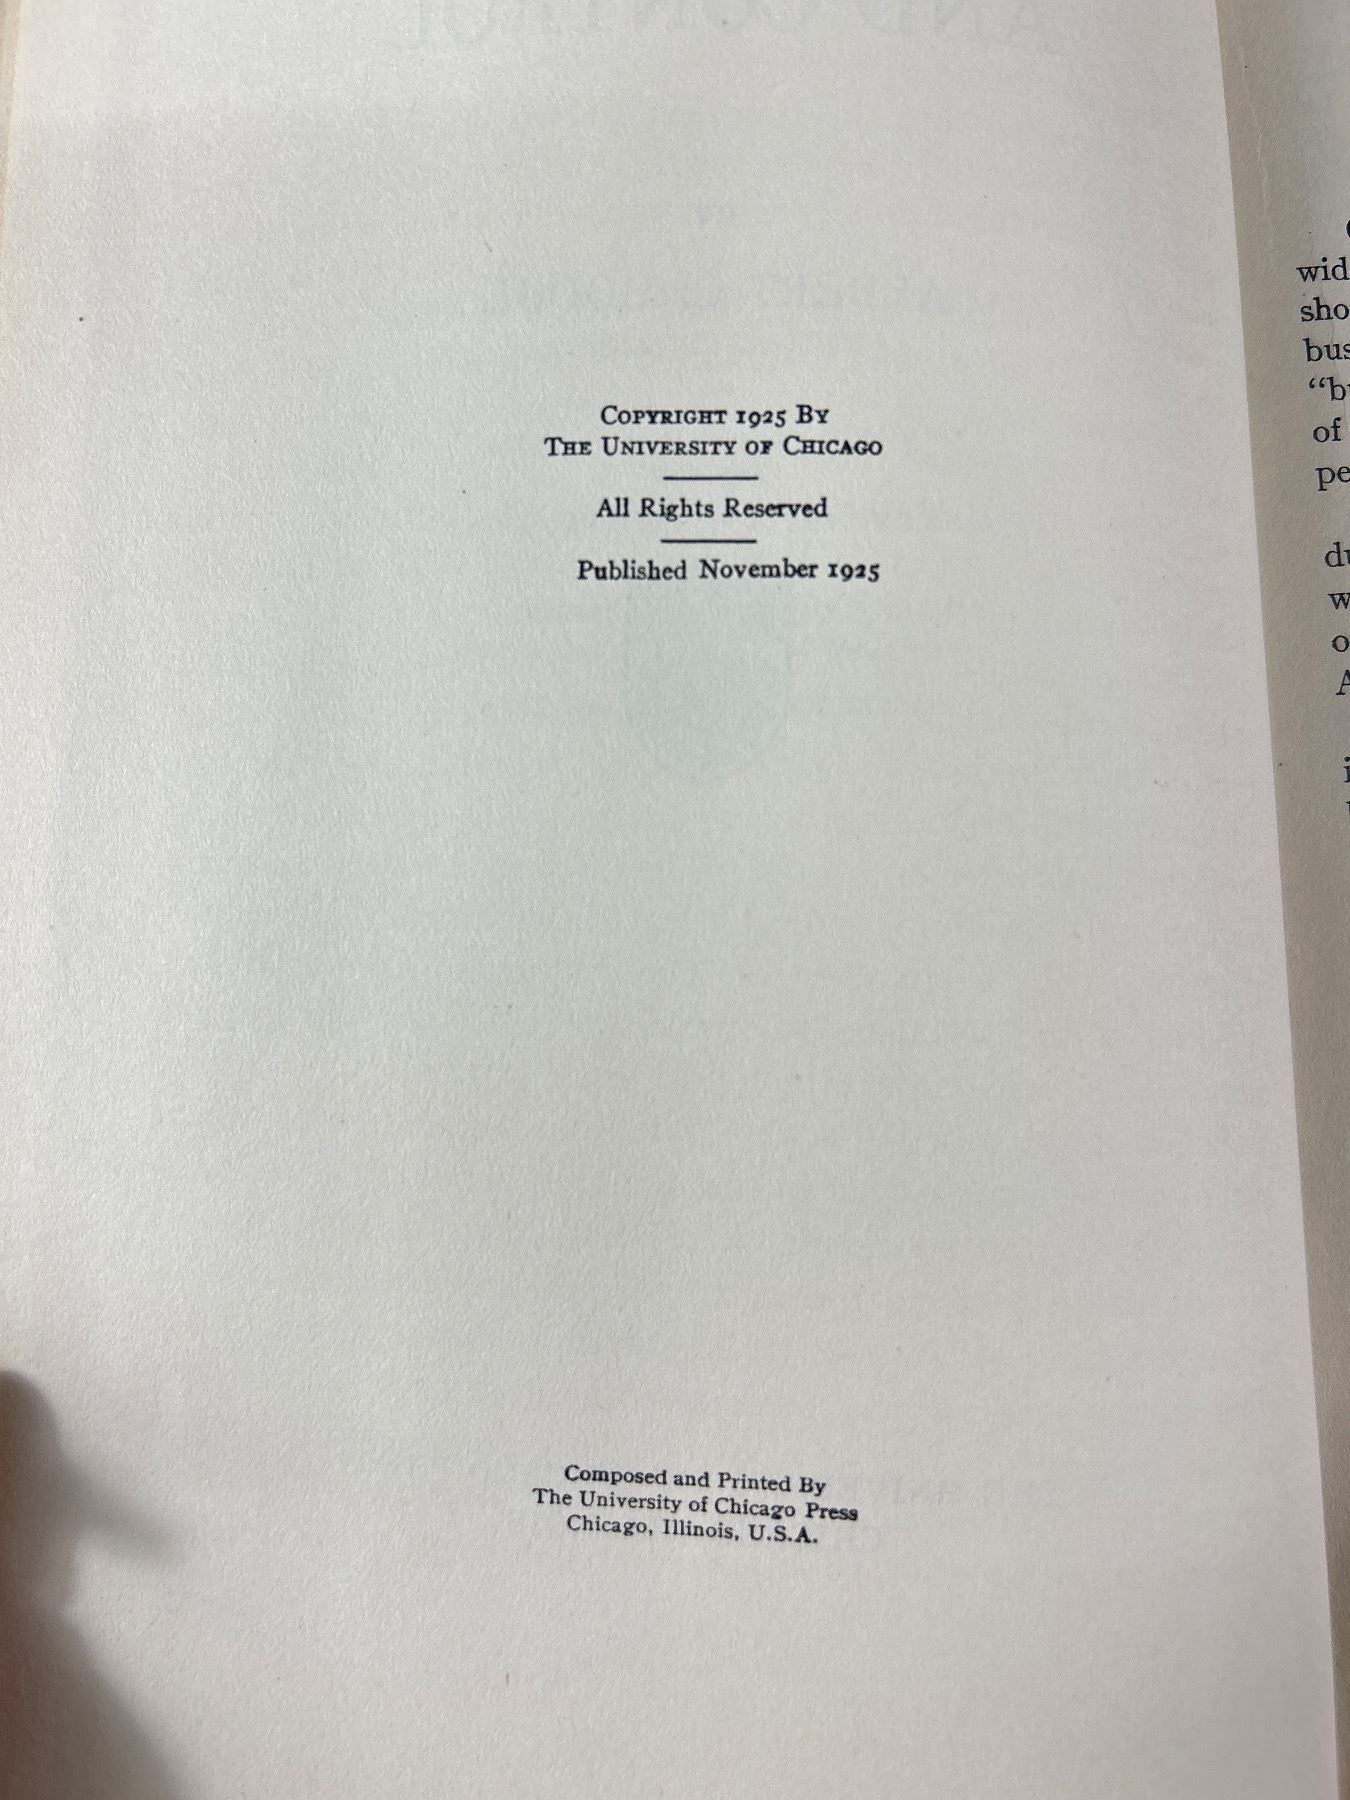 COPYRIGHT 1925 BY
THE UNIVERSITY OF CHICAGO
All Rights Reserved
Published November 1925
Composed and Printed By
The University of Chicago Press
Chicago, Illinois, U.S.A.
of